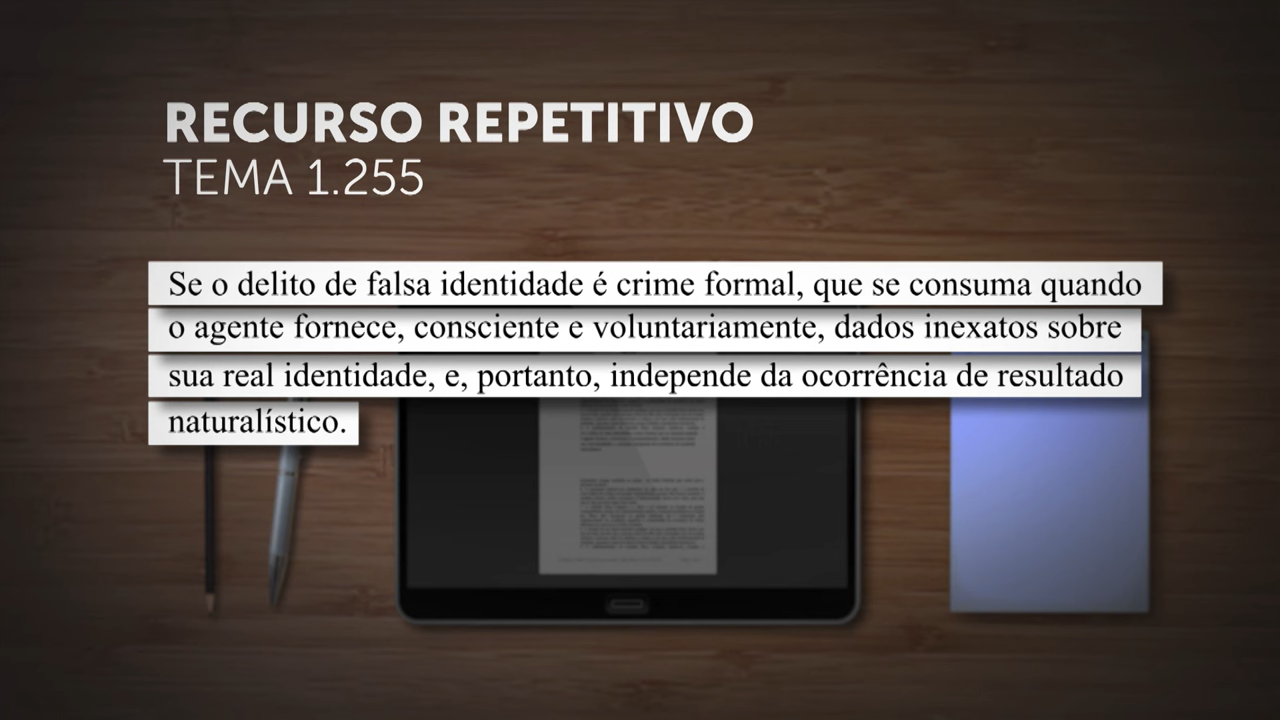 RECURSO REPETITIVO
TEMA 1.255
Se o delito de falsa identidade é crime formal, que se consuma quando
o agente fornece, consciente e voluntariamente, dados inexatos sobre
sua real identidade, e, portanto, independe da ocorrência de resultado
naturalístico.